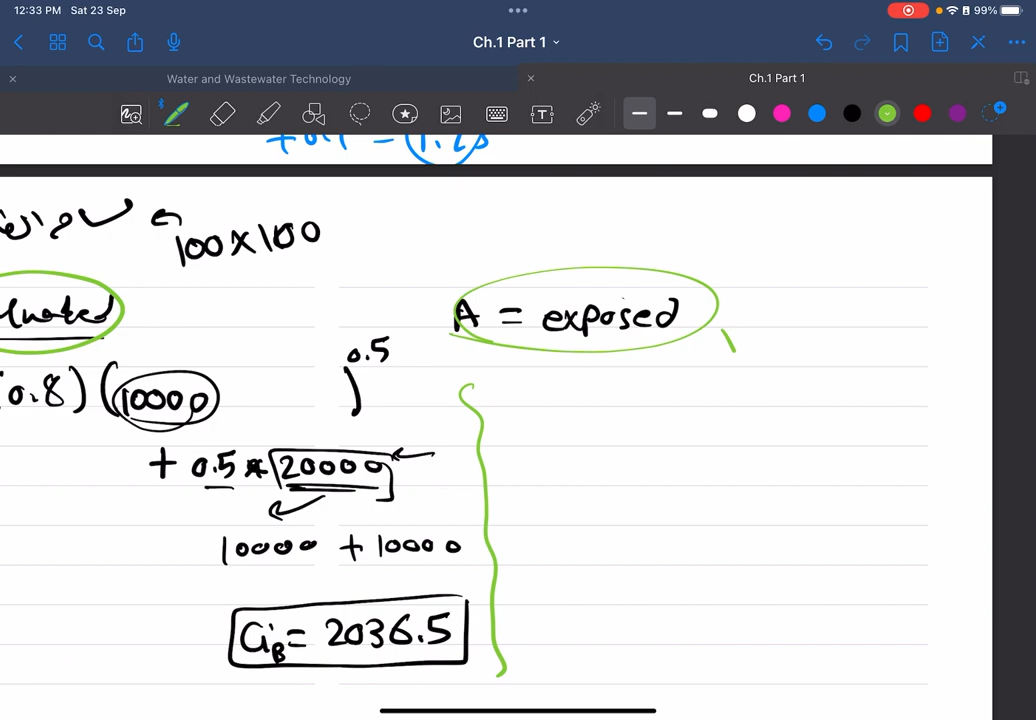 12:33 PM Sat 23 Sep
99%
Ch.1 Part 1
Water and Wastewater Technology
Ch.1 Part 1
100x100
A = exposed
0.8) (10000 )^0.5
+ 0.5 * 20000
10000 + 10000
CiB = 2036.5